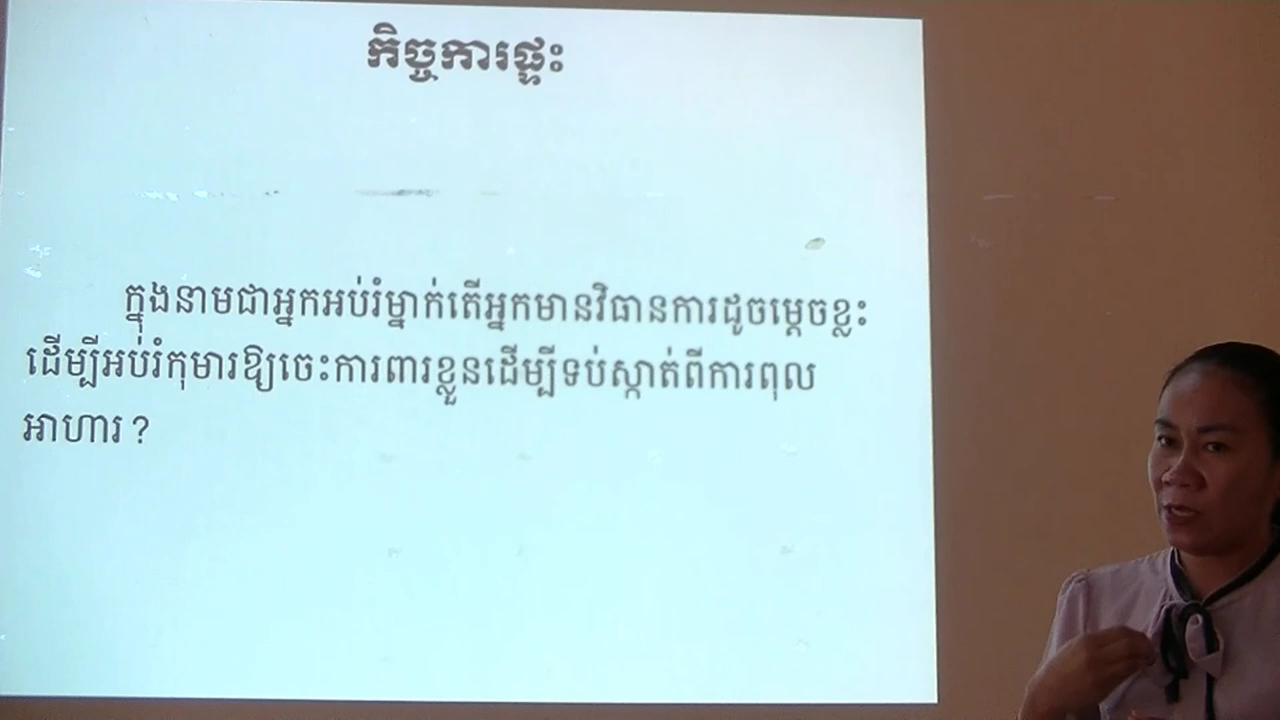 កិច្ចការផ្ទះ
ក្នុងនាមជាអ្នកអប់រំម្នាក់តើអ្នកមានវិធានការដូចម្ដេចខ្លះ
ដើម្បីអប់រំកុមារឱ្យចេះការពារខ្លួនដើម្បីទប់ស្កាត់ពីការពុល
អាហារ?